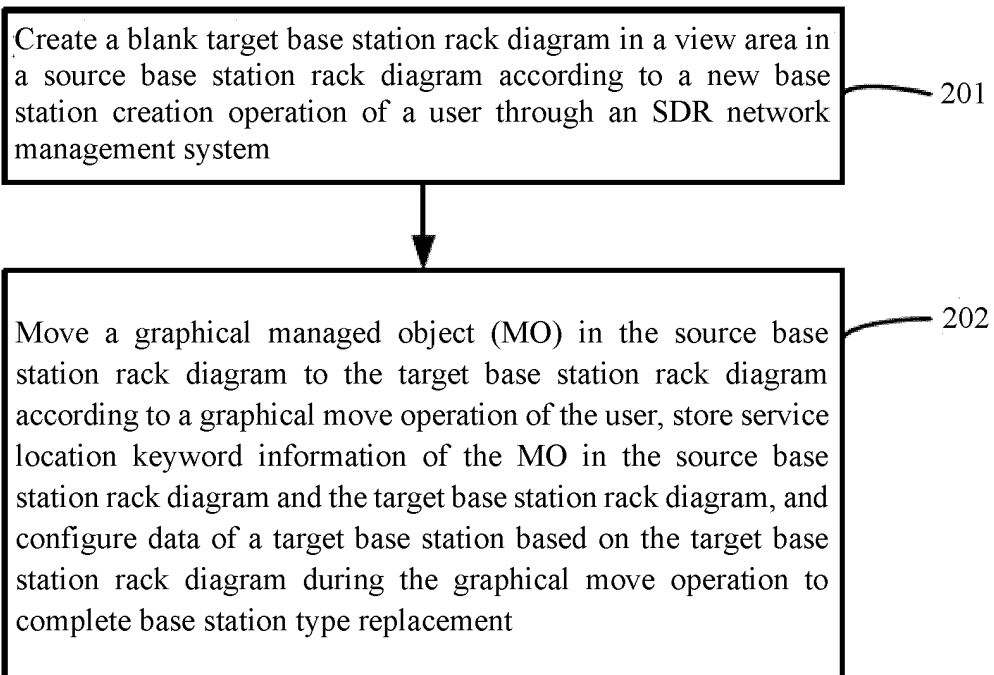 Create a blank target base station rack diagram in a view area in
a source base station rack diagram according to a new base
station creation operation of a user through an SDR network
management system
201
Move a graphical managed object (MO) in the source base
station rack diagram to the target base station rack diagram
according to a graphical move operation of the user, store service
location keyword information of the MO in the source base
station rack diagram and the target base station rack diagram, and
configure data of a target base station based on the target base
station rack diagram during the graphical move operation to
complete base station type replacement
202